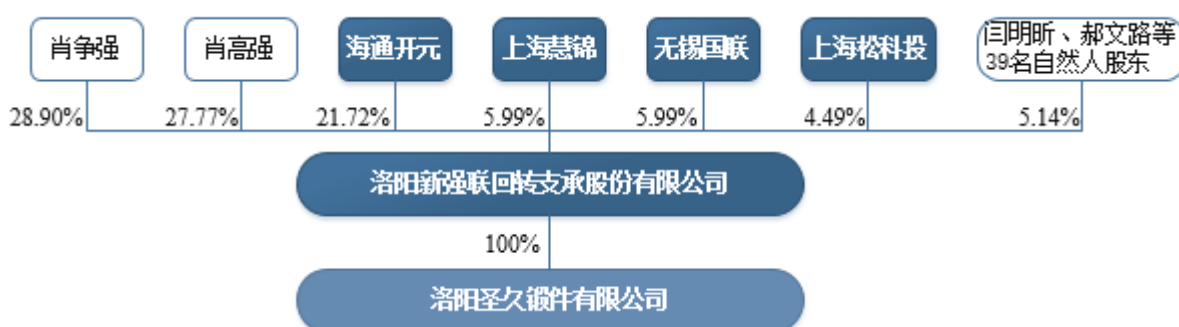 肖争强
肖高强
海通开元
上海慧锦
无锡国联
上海松科投
闫明昕、郝文路等
39名自然人股东
28.90%
27.77%
21.72%
5.99%
5.99%
4.49%
5.14%
洛阳新强联回转支承股份有限公司
100%
洛阳圣久锻件有限公司